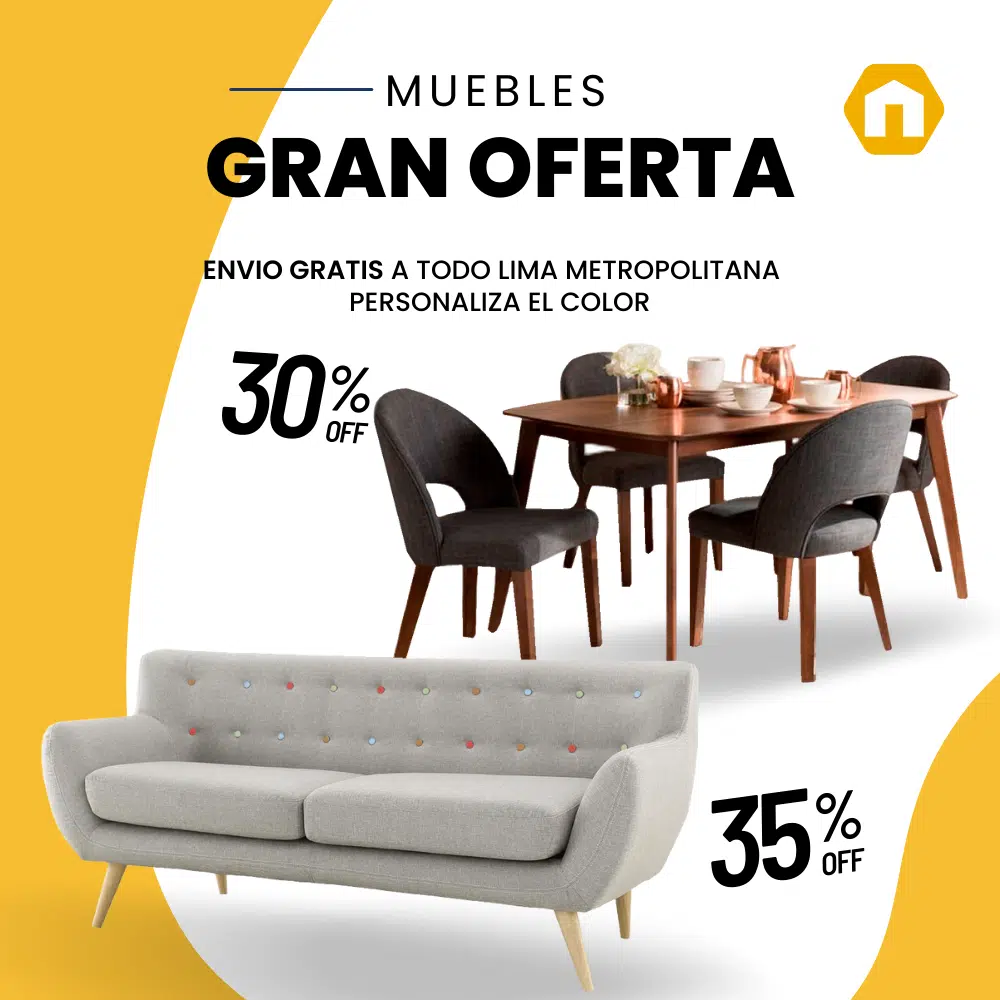 MUEBLES
GRAN OFERTA
ENVIO GRATIS A TODO LIMA METROPOLITANA
PERSONALIZA EL COLOR
30%
OFF
35%
OFF